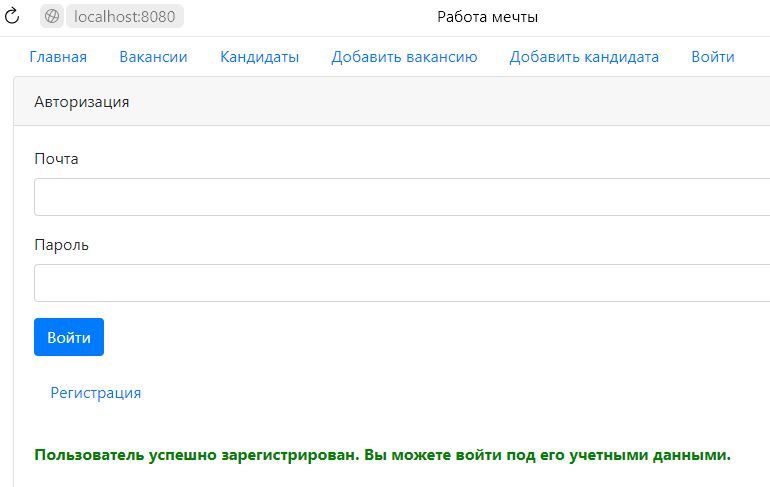 localhost:8080 Работа мечты
Главная Вакансии Кандидаты Добавить вакансию Добавить кандидата Войти
Авторизация
Почта
Пароль
Войти
Регистрация
Пользователь успешно зарегистрирован. Вы можете войти под его учетными данными.